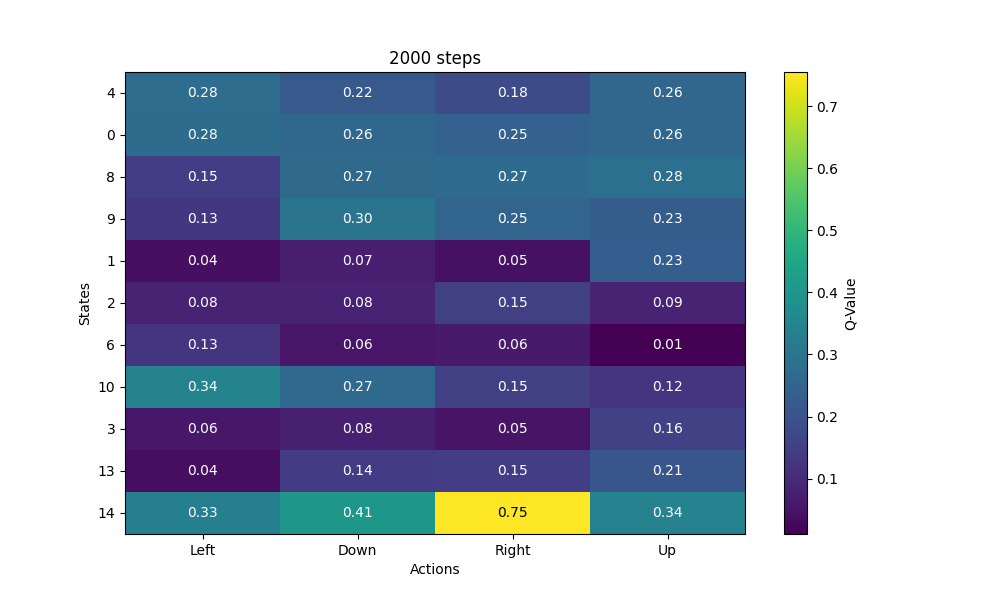 2000 steps
4 0.28 0.22 0.18 0.26
0 0.28 0.26 0.25 0.26
8 0.15 0.27 0.27 0.28
9 0.13 0.30 0.25 0.23
1 0.04 0.07 0.05 0.23
2 0.08 0.08 0.15 0.09
6 0.13 0.06 0.06 0.01
10 0.34 0.27 0.15 0.12
3 0.06 0.08 0.05 0.16
13 0.04 0.14 0.15 0.21
14 0.33 0.41 0.75 0.34
Left Down Right Up
Actions
States
0.7
0.6
0.5
0.4
0.3
0.2
0.1
Q-Value